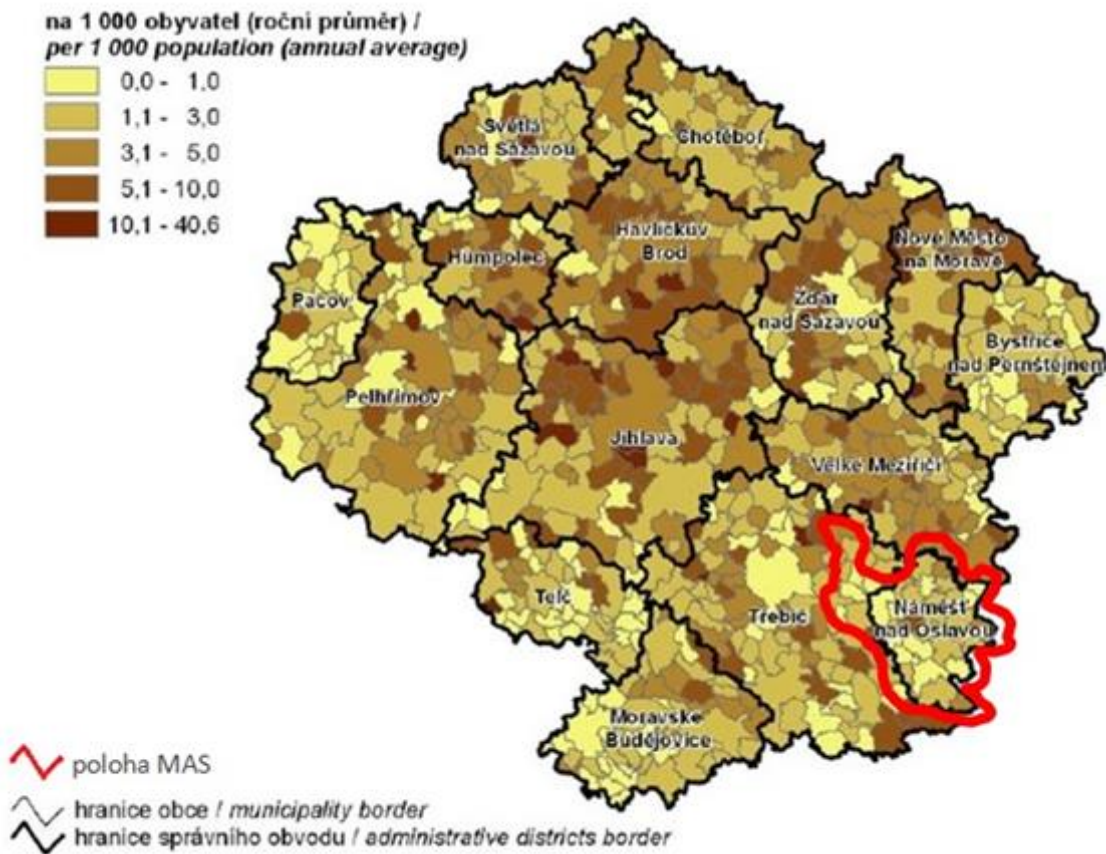 na 1 000 obyvatel (roční průměr) /
per 1 000 population (annual average)
0,0 - 1,0
1,1 - 3,0
3,1 - 5,0
5,1 - 10,0
10,1 - 40,6
Světlá
nad Sázavou
Chotěboř
Havlíčkův
Brod
Humpolec
Nové Město
na Moravě
Pacov
Žďár
nad Sázavou
Bystřice
nad Pernštejnem
Pelhřimov
Jihlava
Velké Meziříčí
Telč
Třebíč
Náměšť
nad Oslavou
Moravské
Budějovice
poloha MAS
hranice obce / municipality border
hranice správního obvodu / administrative districts border